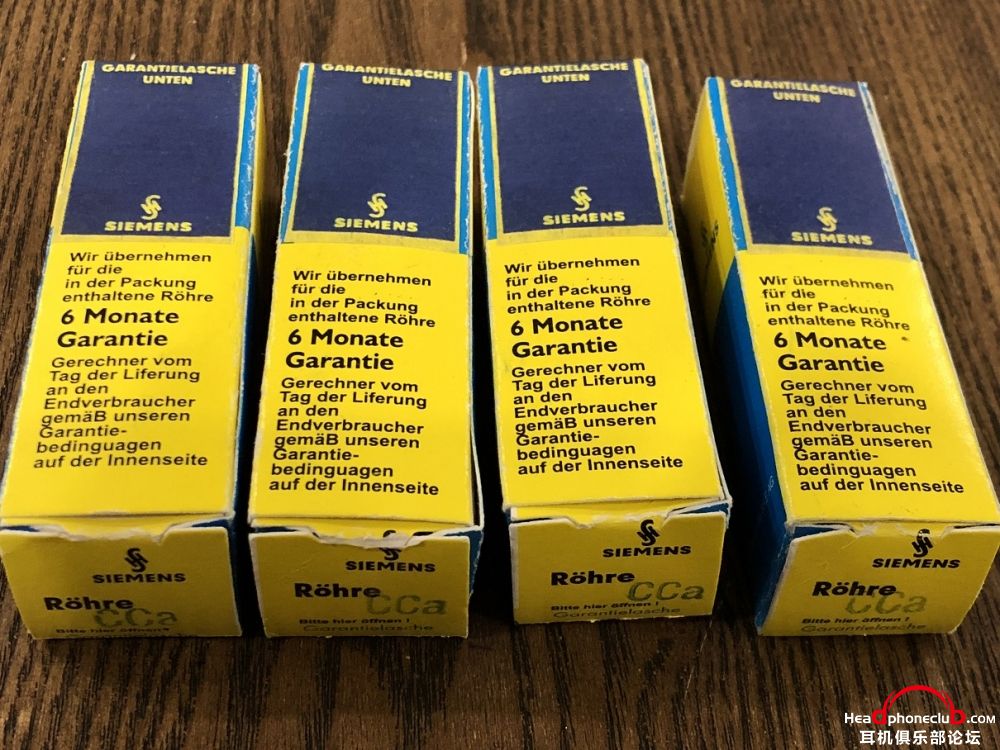 GARANTIELASCHE
UNTEN
SIEMENS
Wir übernehmen
für die
in der Packung
enthaltene Röhre
6 Monate
Garantie
Gerechner vom
Tag der Liferung
an den
Endverbraucher
gemäB unseren
Garantie-
bedinguagen
auf der Innenseite
SIEMENS
Röhre
CCa
Bitte hier öffnen !
GARANTIELASCHE
UNTEN
SIEMENS
Wir übernehmen
für die
in der Packung
enthaltene Röhre
6 Monate
Garantie
Gerechner vom
Tag der Liferung
an den
Endverbraucher
gemäB unseren
Garantie-
bedinguagen
auf der Innenseite
SIEMENS
Röhre
CCa
Bitte hier öffnen !
Garantielasche
GARANTIELASCHE
UNTEN
SIEMENS
Wir übernehmen
für die
in der Packung
enthaltene Röhre
6 Monate
Garantie
Gerechner vom
Tag der Liferung
an den
Endverbraucher
gemäB unseren
Garantie-
bedinguagen
auf der Innenseite
SIEMENS
Röhre
CCa
Bitte hier öffnen !
Garantielasche
GARANTIELASCHE
UNTEN
SIEMENS
Wir übernehmen
für die
in der Packung
enthaltene Röhre
6 Monate
Garantie
Gerechner vom
Tag der Liferung
an den
Endverbraucher
gemäB unseren
Garantie-
bedinguagen
auf der Innenseite
SIEMENS
Röhre
CCa
Bitte hier öffnen !
Garantielasche
Headphoneclub.com
耳机俱乐部论坛